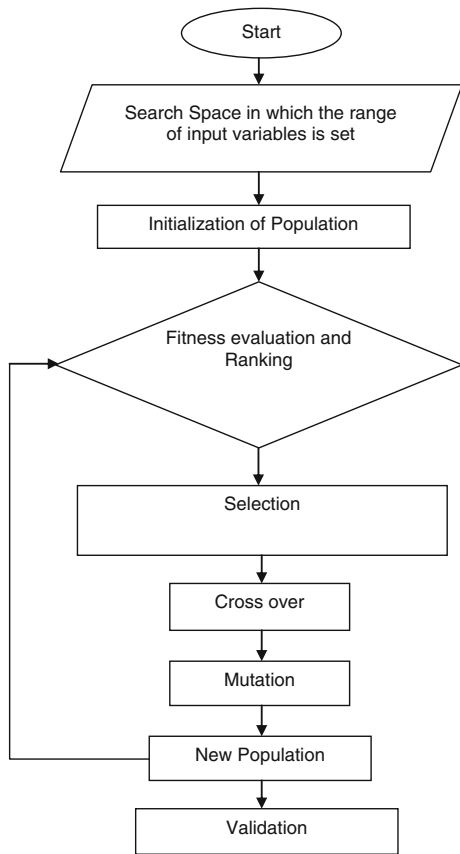 Start
Search Space in which the range
of input variables is set
Initialization of Population
Fitness evaluation and
Ranking
Selection
Cross over
Mutation
New Population
Validation